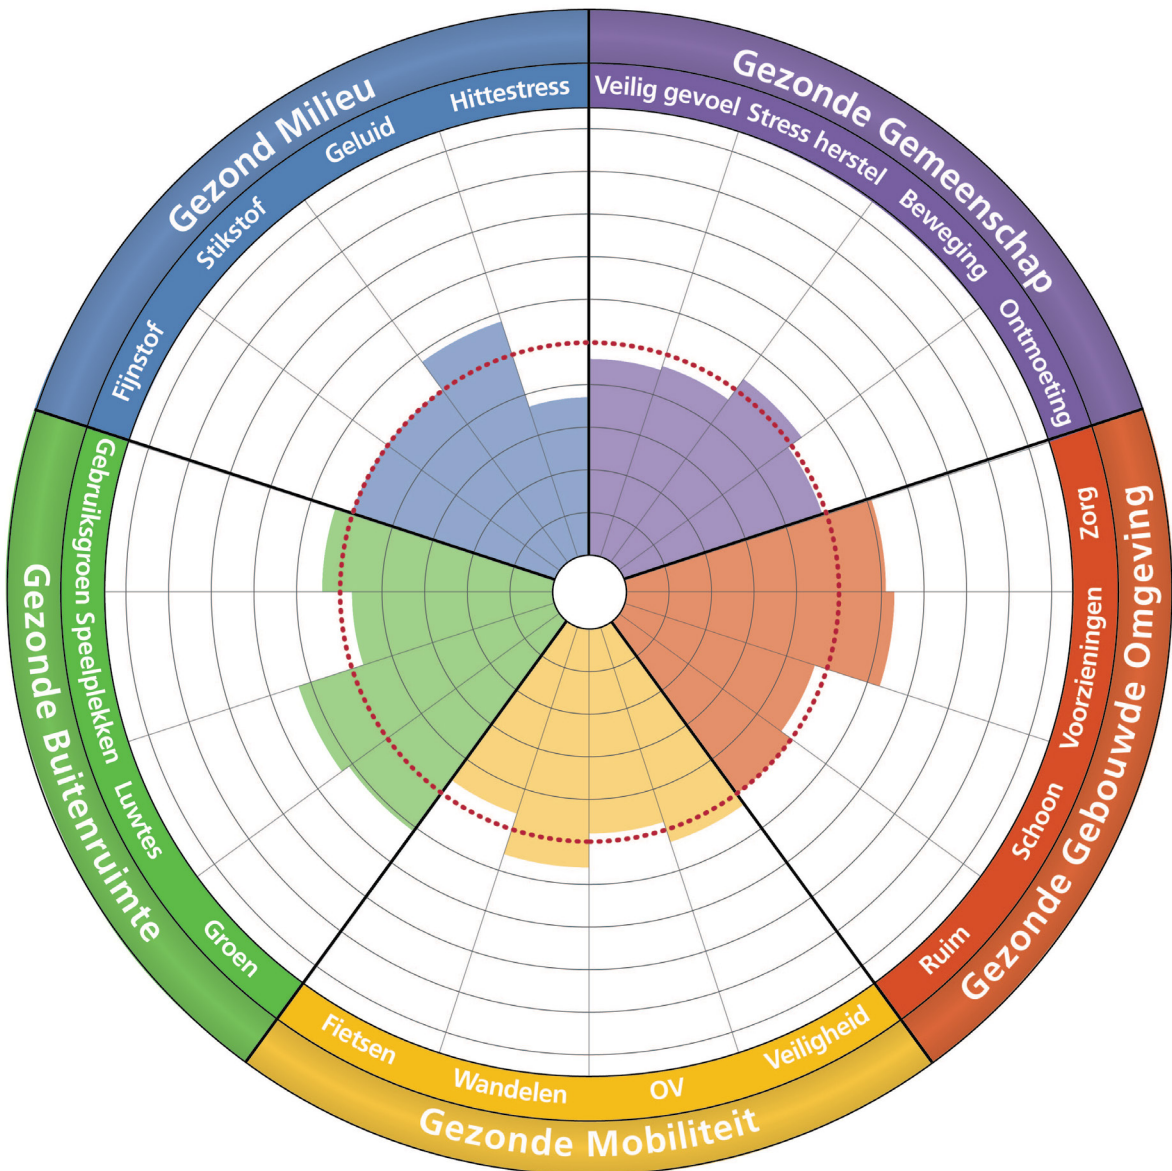 Gezonde Gemeenschap
Veilig gevoel
Stress herstel
Beweging
Ontmoeting
Gezonde Gebouwde Omgeving
Zorg
Voorzieningen
Schoon
Ruim
Gezonde Mobiliteit
Veiligheid
OV
Wandelen
Fietsen
Gezonde Buitenruimte
Groen
Luwtes
Speelplekken
Gebruiksgroen
Gezond Milieu
Fijnstof
Stikstof
Geluid
Hittestress